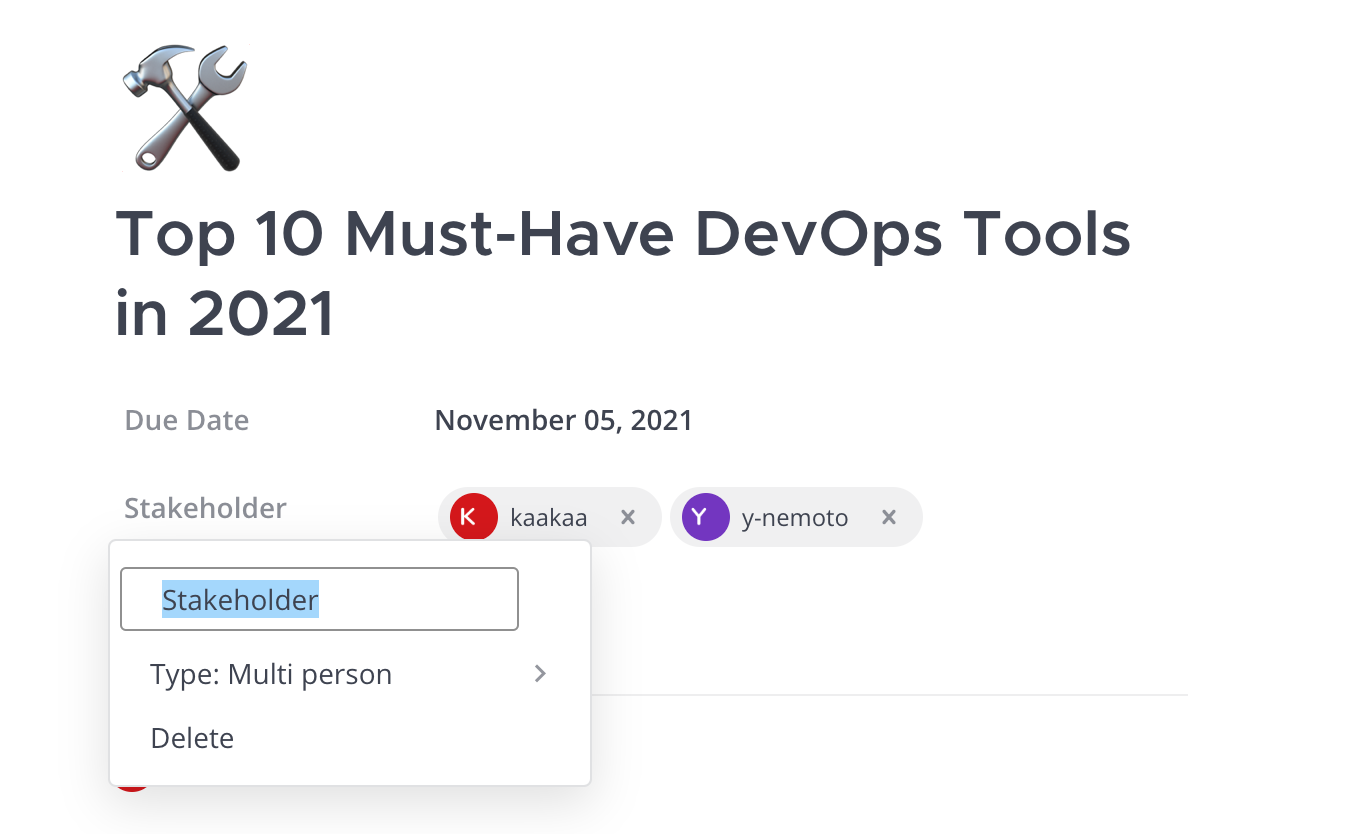 Top 10 Must-Have DevOps Tools
in 2021
Due Date November 05, 2021
Stakeholder K kaakaa × Y y-nemoto ×
Stakeholder
Type: Multi person
Delete